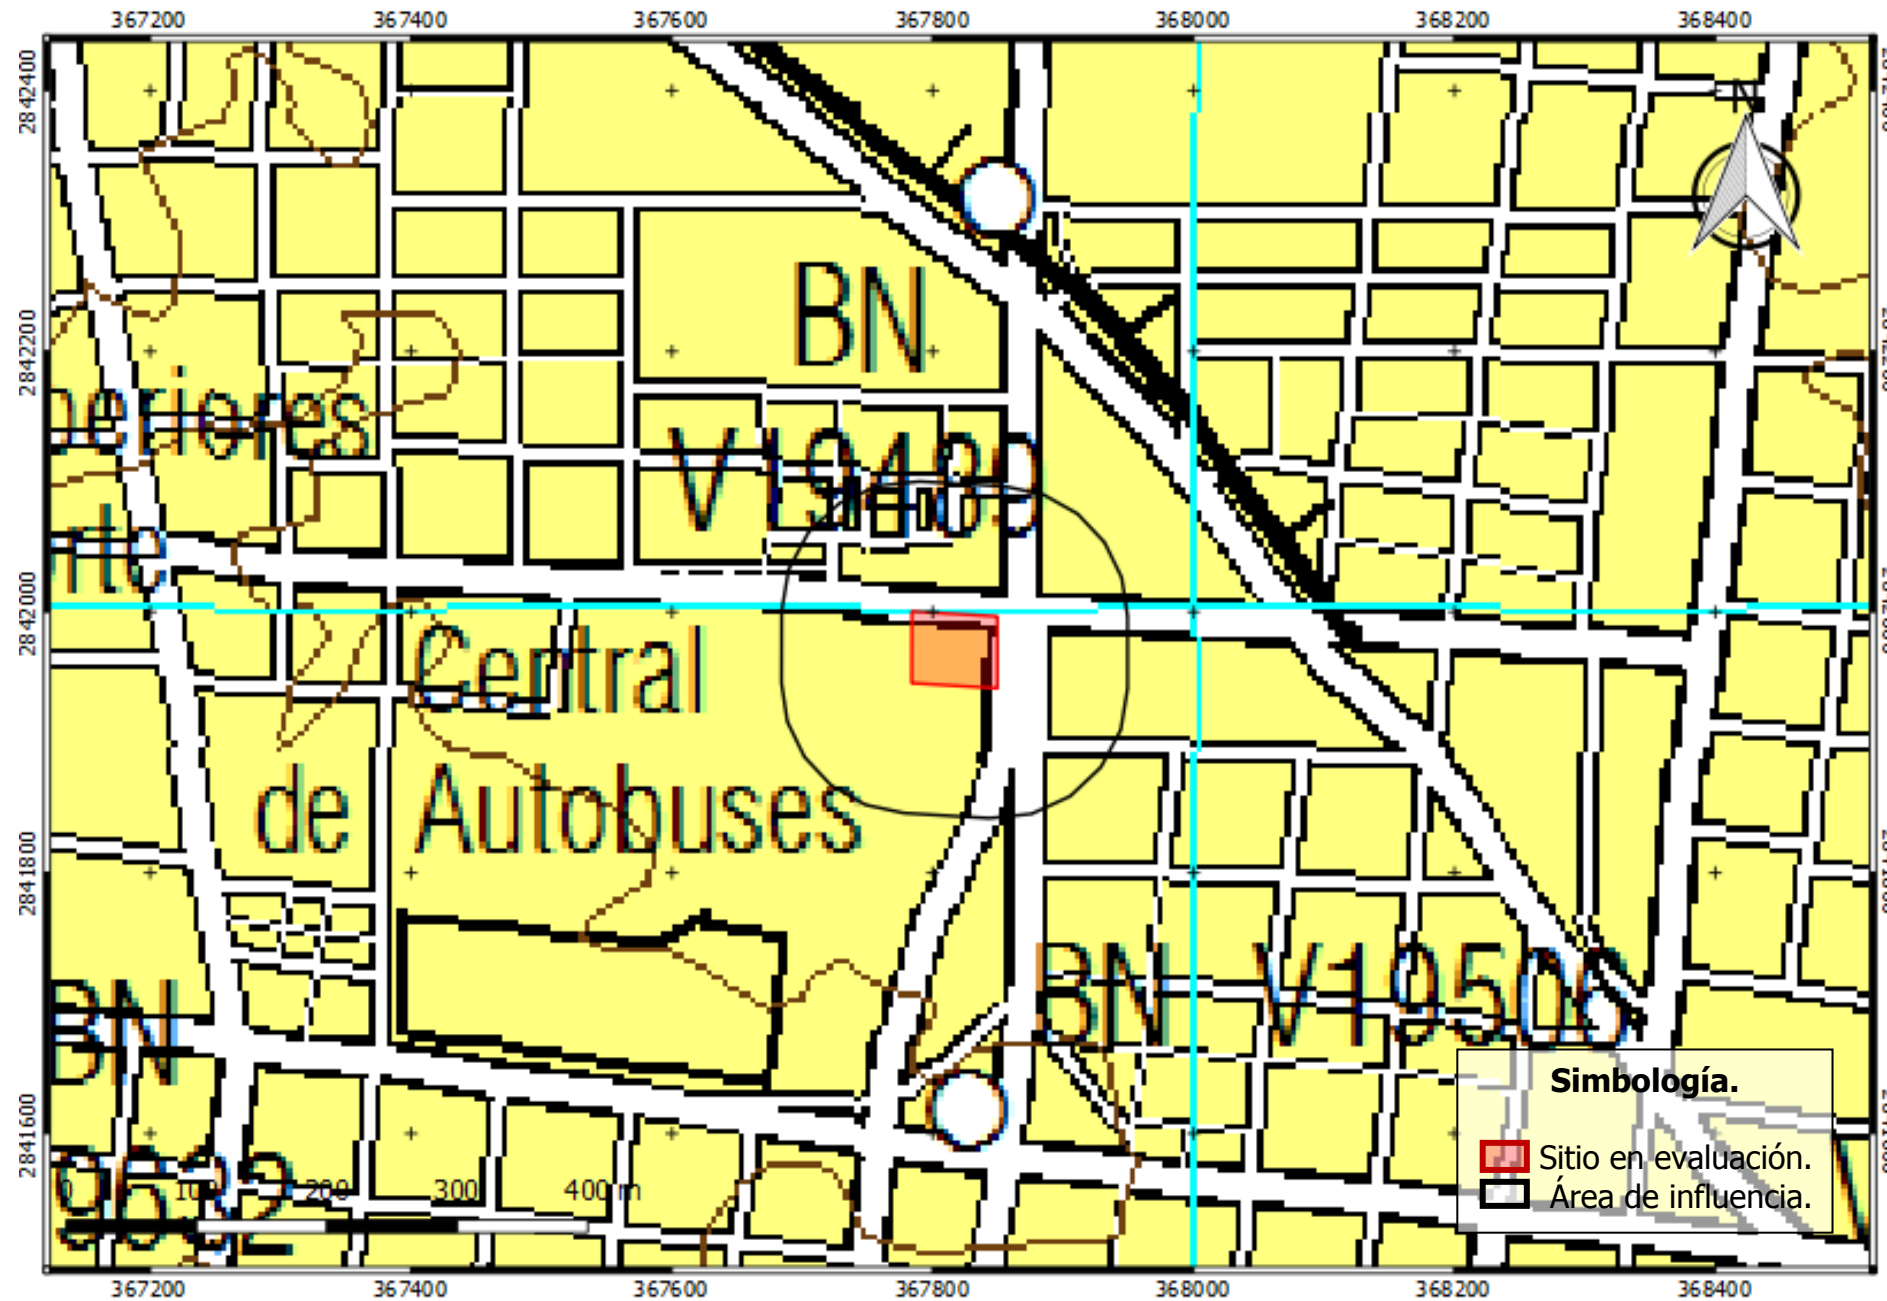 367200 367400 367600 367800 368000 368200 368400
2842400
2842200
2842000
2841800
2841600
N
BN
V 19489
periores
rte
Central
de Autobuses
BN V19506
BN
9632
0 100 200 300 400 m
Simbología.
Sitio en evaluación.
Área de influencia.
367200 367400 367600 367800 368000 368200 368400